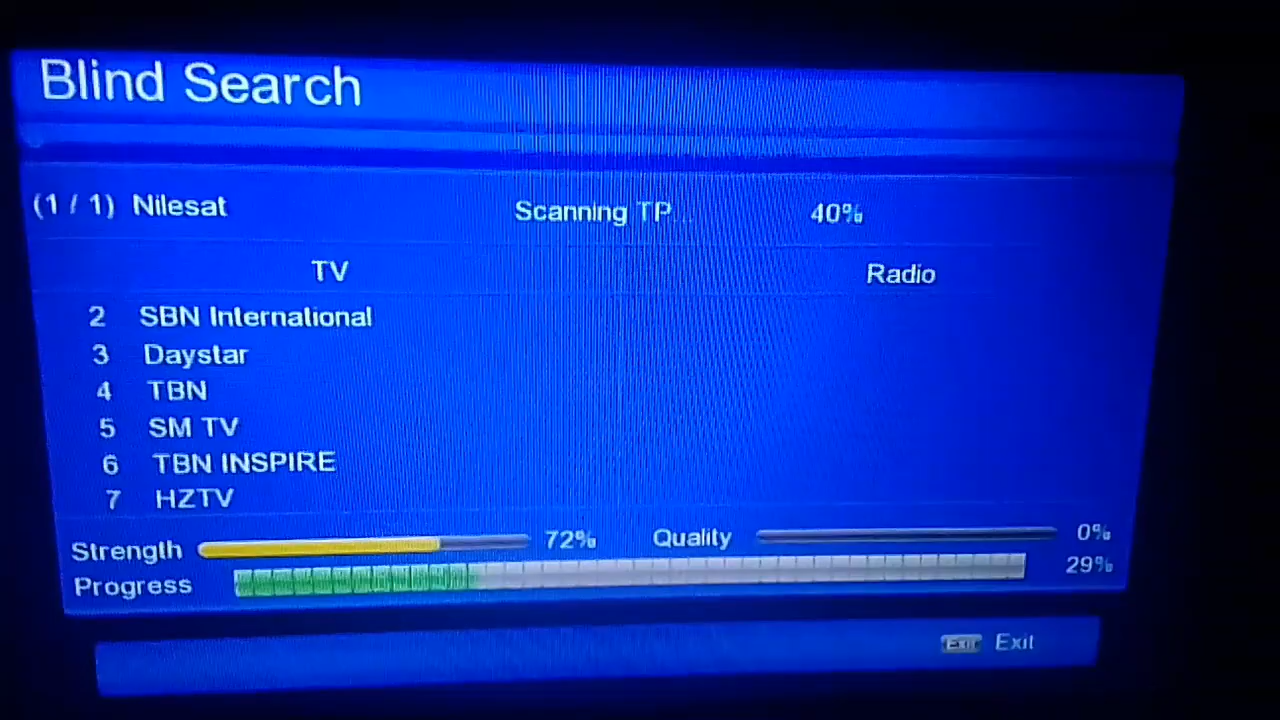 Blind Search
(1 / 1) Nilesat Scanning TP... 40%
TV Radio
2 SBN International
3 Daystar
4 TBN
5 SM TV
6 TBN INSPIRE
7 HZTV
Strength 72% Quality 0%
Progress 29%
Exit Exit